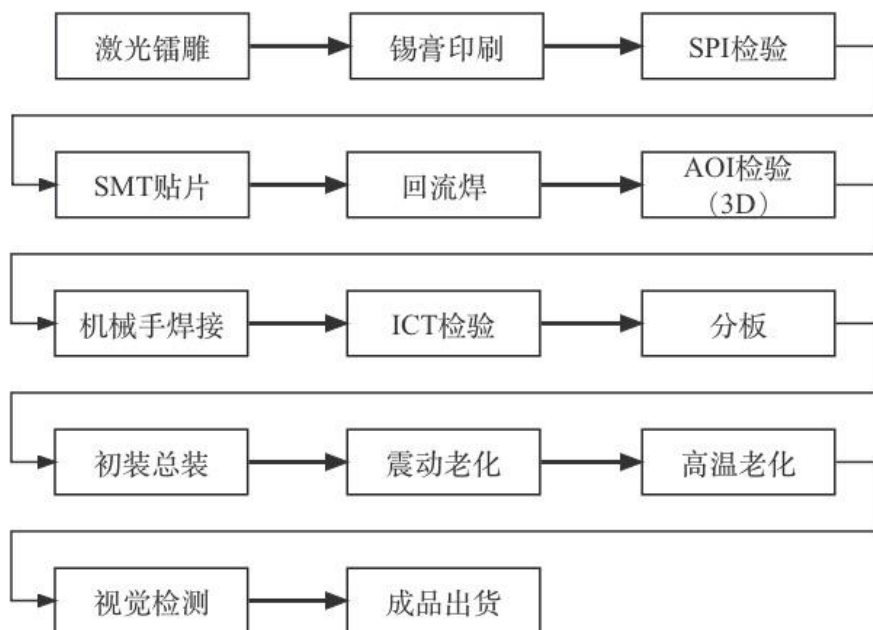 激光镭雕
锡膏印刷
SPI检验
SMT贴片
回流焊
AOI检验
（3D）
机械手焊接
ICT检验
分板
初装总装
震动老化
高温老化
视觉检测
成品出货